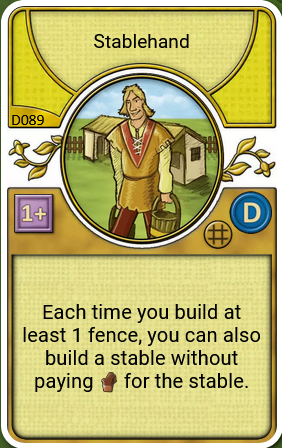 Stablehand
D089
1+
D
Each time you build at
least 1 fence, you can also
build a stable without
paying for the stable.